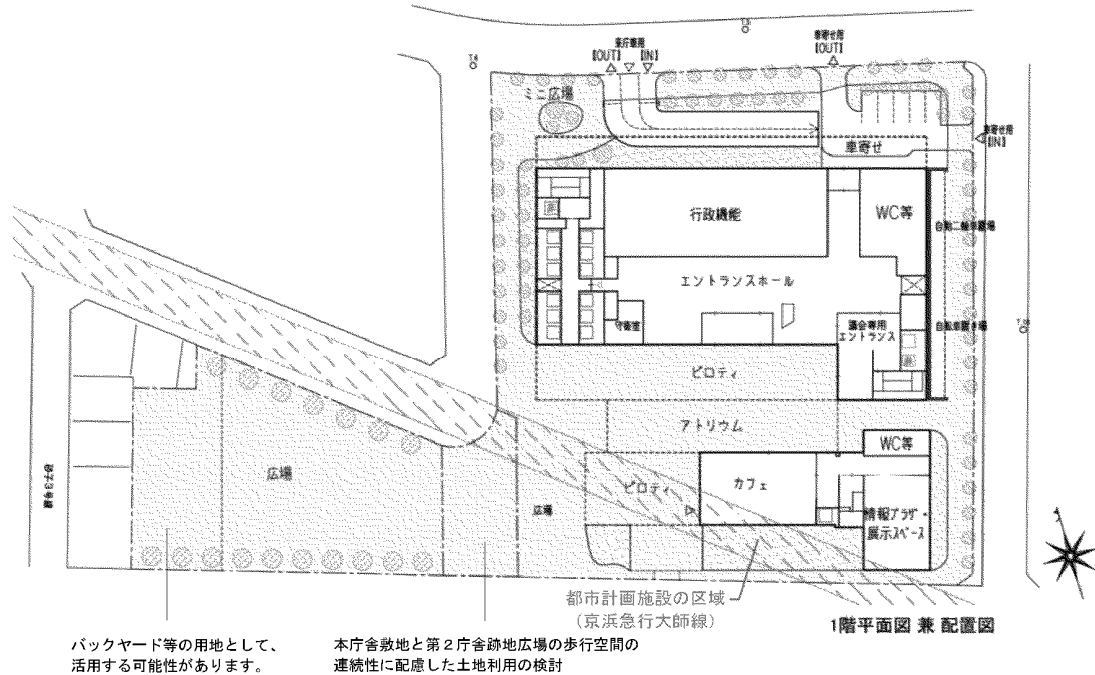 来庁車用
【OUT】 【IN】
車寄せ用
【OUT】
ミニ広場
車寄せ用
【IN】
車寄せ
行政機能
WC等
自動二輪車置場
エントランスホール
守衛室
議会専用
エントランス
自転車置き場
ピロティ
アトリウム
WC等
広場
広場
ピロティ
カフェ
情報プラザ・
展示スペース
都市計画施設の区域
(京浜急行大師線)
1階平面図 兼 配置図
バックヤード等の用地として、
活用する可能性があります。
本庁舎敷地と第2庁舎跡地広場の歩行空間の
連続性に配慮した土地利用の検討